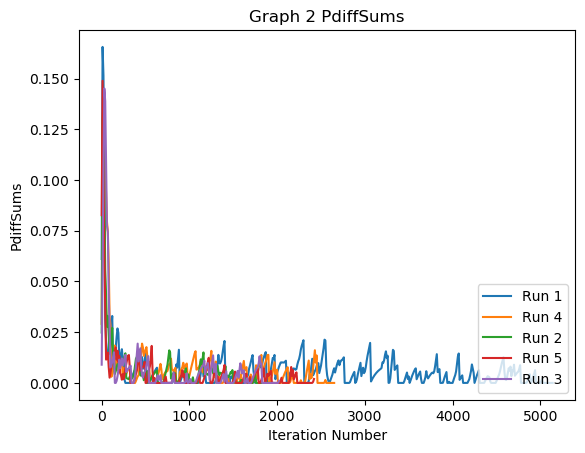 Graph 2 PdiffSums
PdiffSums
0.150
0.125
0.100
0.075
0.050
0.025
0.000
Run 1
Run 4
Run 2
Run 5
Run 3
0
1000
2000
3000
4000
5000
Iteration Number